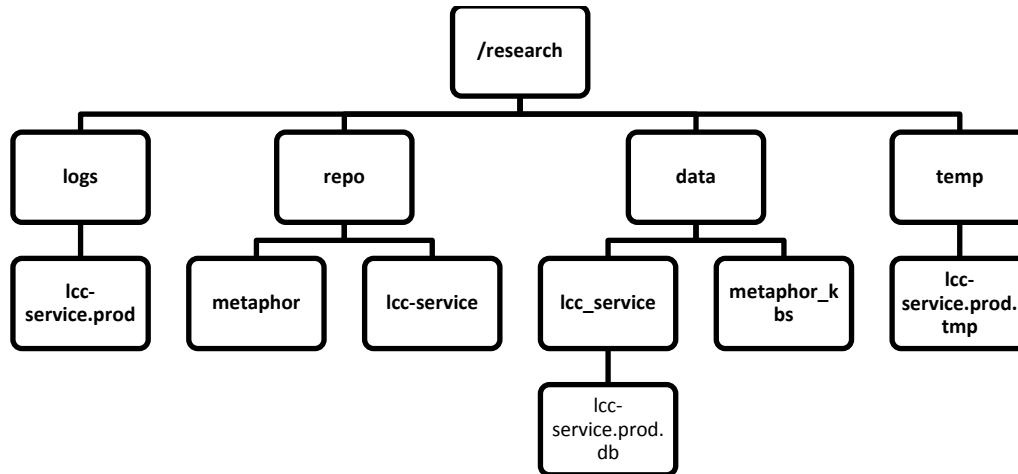 /research
logs
repo
data
temp
lcc-
service.prod
metaphor
lcc-service
lcc_service
metaphor_k
bs
lcc-
service.prod.
tmp
lcc-
service.prod.
db